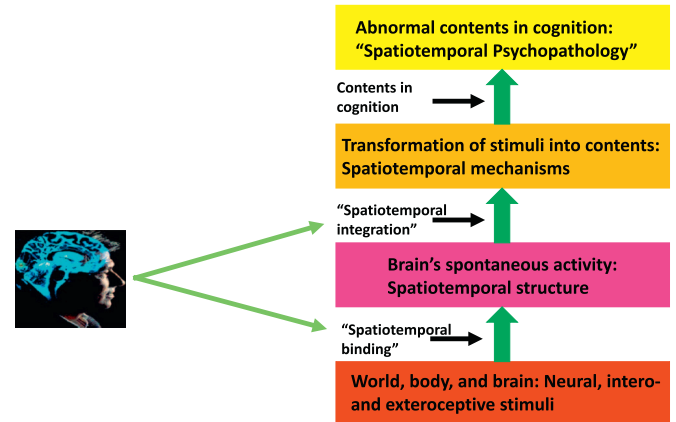 Abnormal contents in cognition:
“Spatiotemporal Psychopathology”
Contents in
cognition
Transformation of stimuli into contents:
Spatiotemporal mechanisms
“Spatiotemporal
integration”
Brain’s spontaneous activity:
Spatiotemporal structure
“Spatiotemporal
binding”
World, body, and brain: Neural, intero-
and exteroceptive stimuli